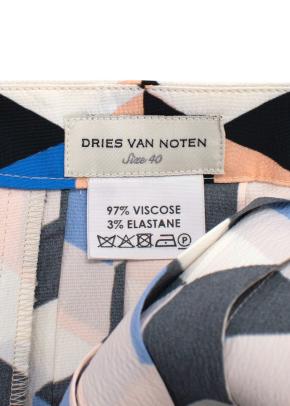 DRIES VAN NOTEN
Size 40
97% VISCOSE
3% ELASTANE